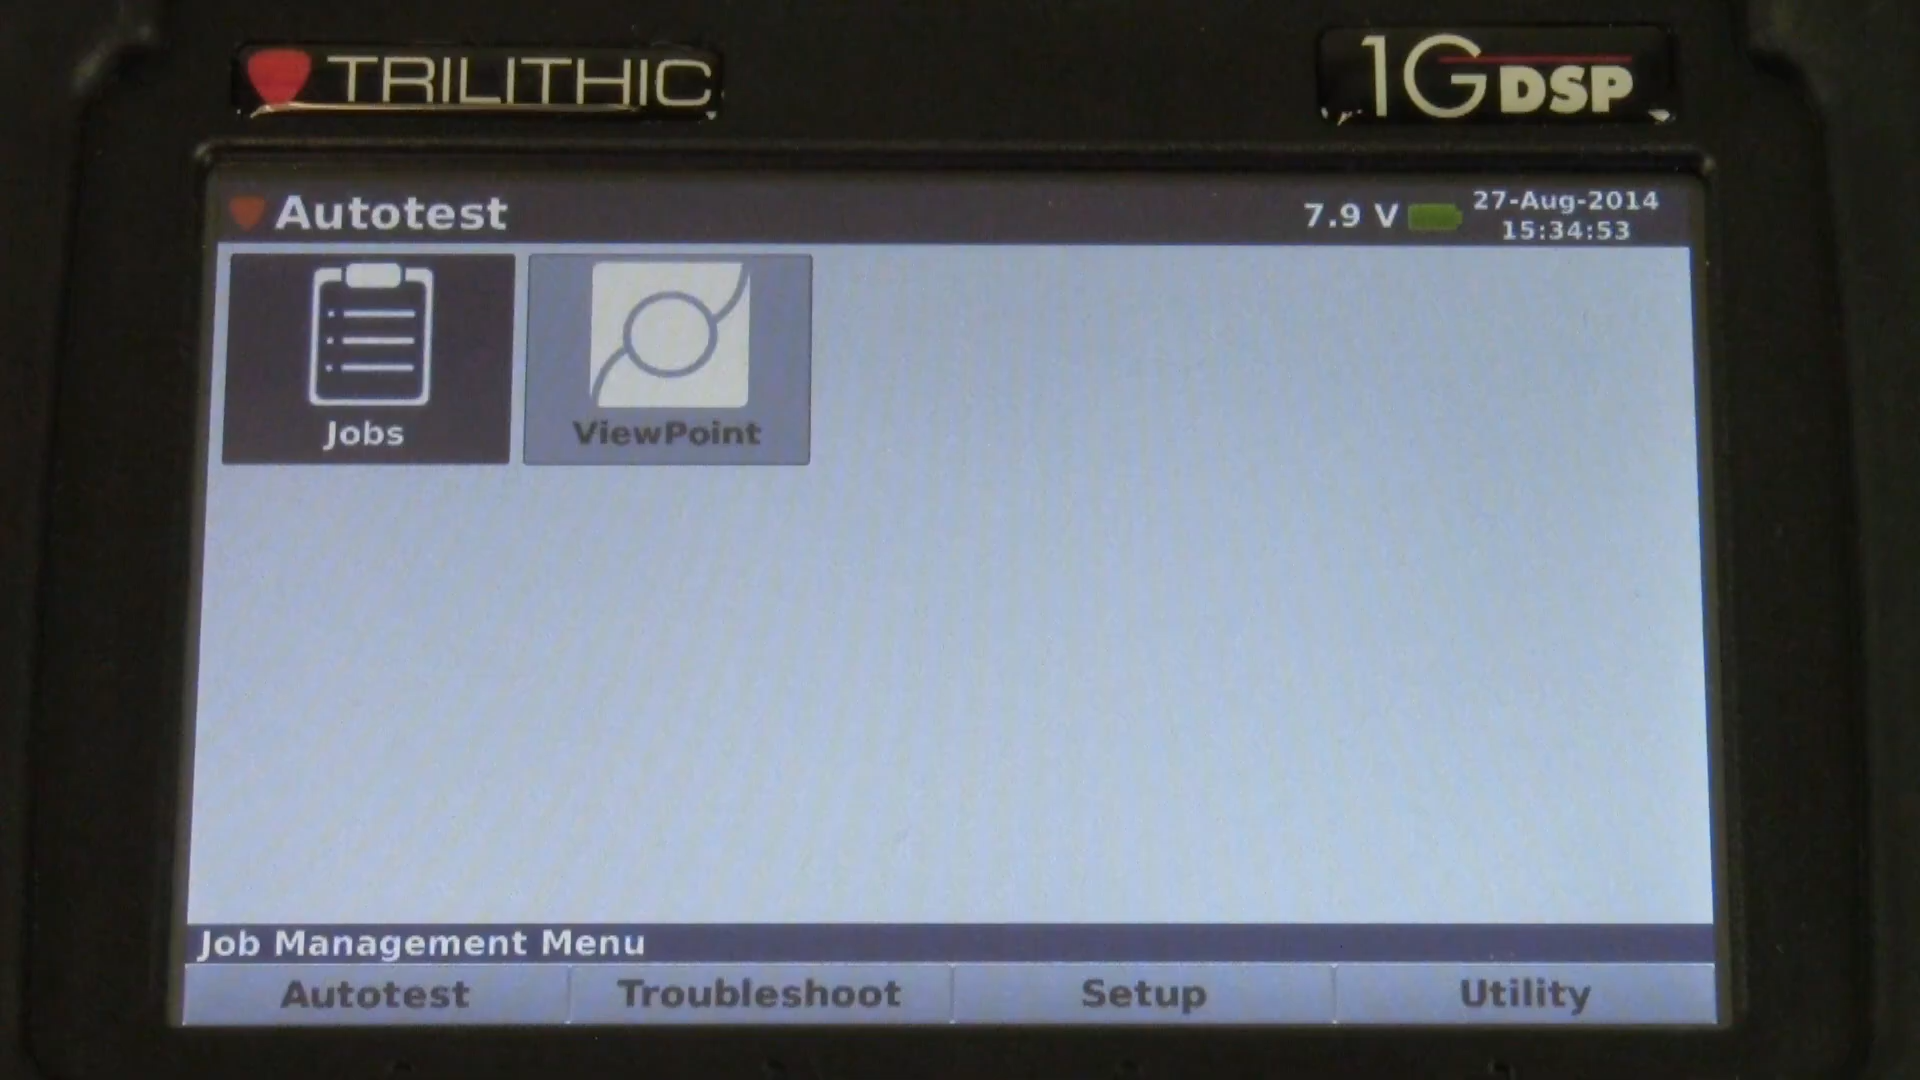 TRILITHIC
1G DSP
Autotest
7.9 V
27-Aug-2014
15:34:53
Jobs
ViewPoint
Job Management Menu
Autotest
Troubleshoot
Setup
Utility